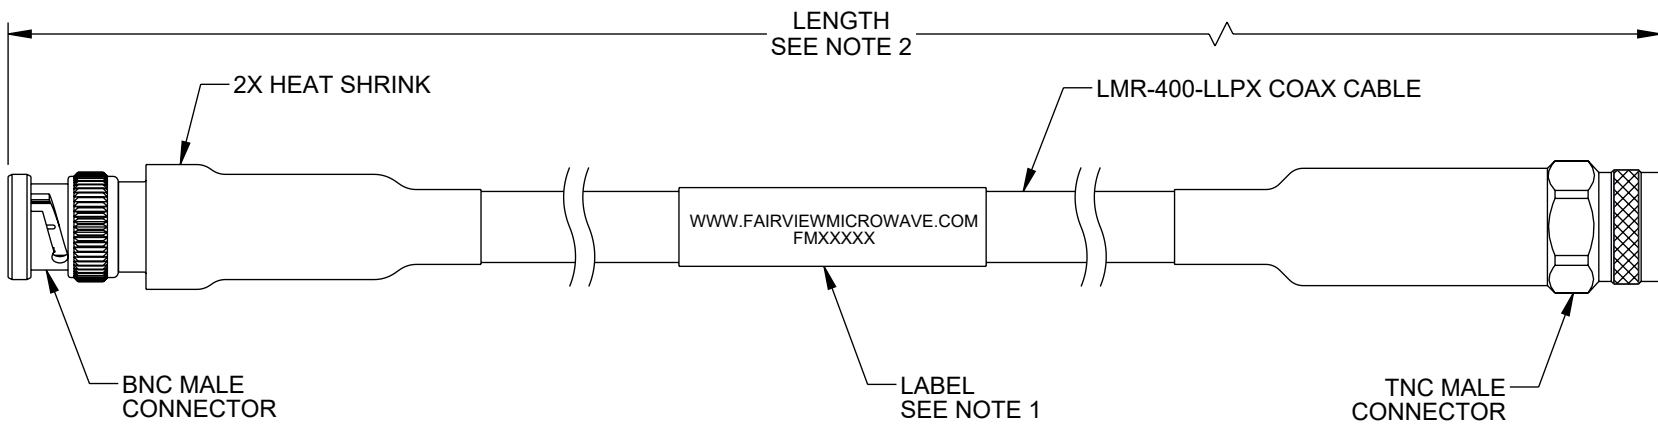 LENGTH
SEE NOTE 2
2X HEAT SHRINK
LMR-400-LLPX COAX CABLE
WWW.FAIRVIEWMICROWAVE.COM
FMXXXXX
BNC MALE
CONNECTOR
LABEL
SEE NOTE 1
TNC MALE
CONNECTOR